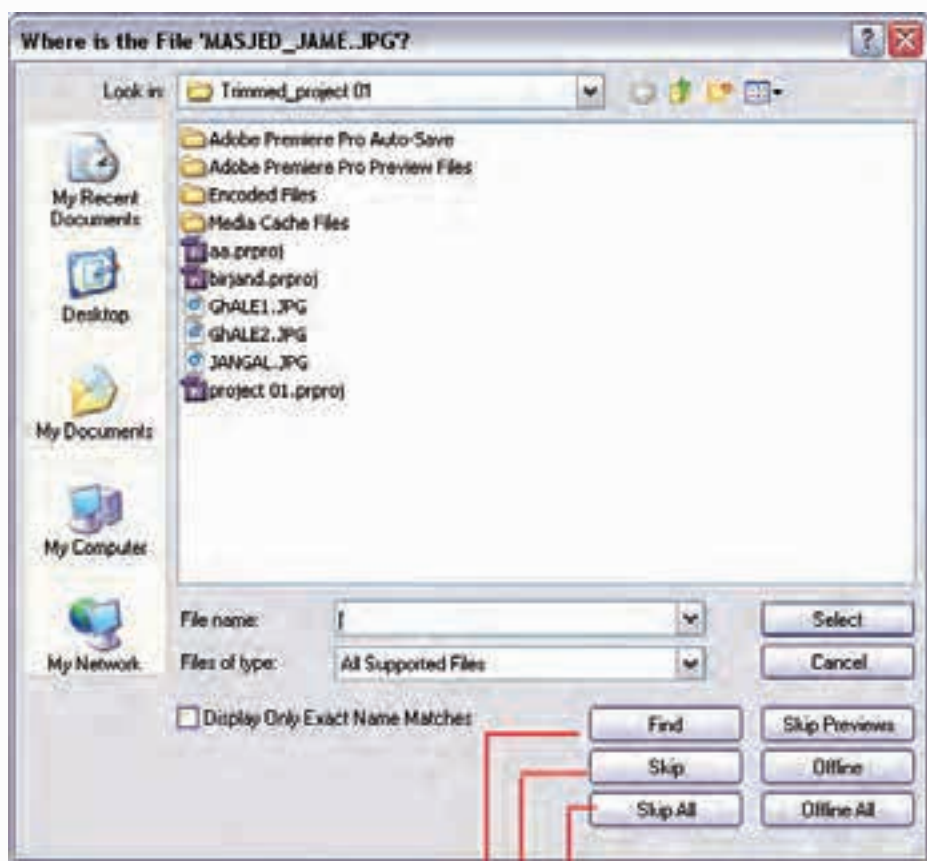 Where is the File 'MASJED_JAME.JPG'?
Look in: Trimmed_project 01
Adobe Premiere Pro Auto-Save
Adobe Premiere Pro Preview Files
Encoded Files
Media Cache Files
aa.prproj
birjand.prproj
GhALE1.JPG
GhALE2.JPG
JANGAL.JPG
project 01.prproj
My Recent
Documents
Desktop
My Documents
My Computer
My Network
File name:
Select
Files of type: All Supported Files
Cancel
Display Only Exact Name Matches
Find
Skip Previews
Skip
Offline
Skip All
Offline All